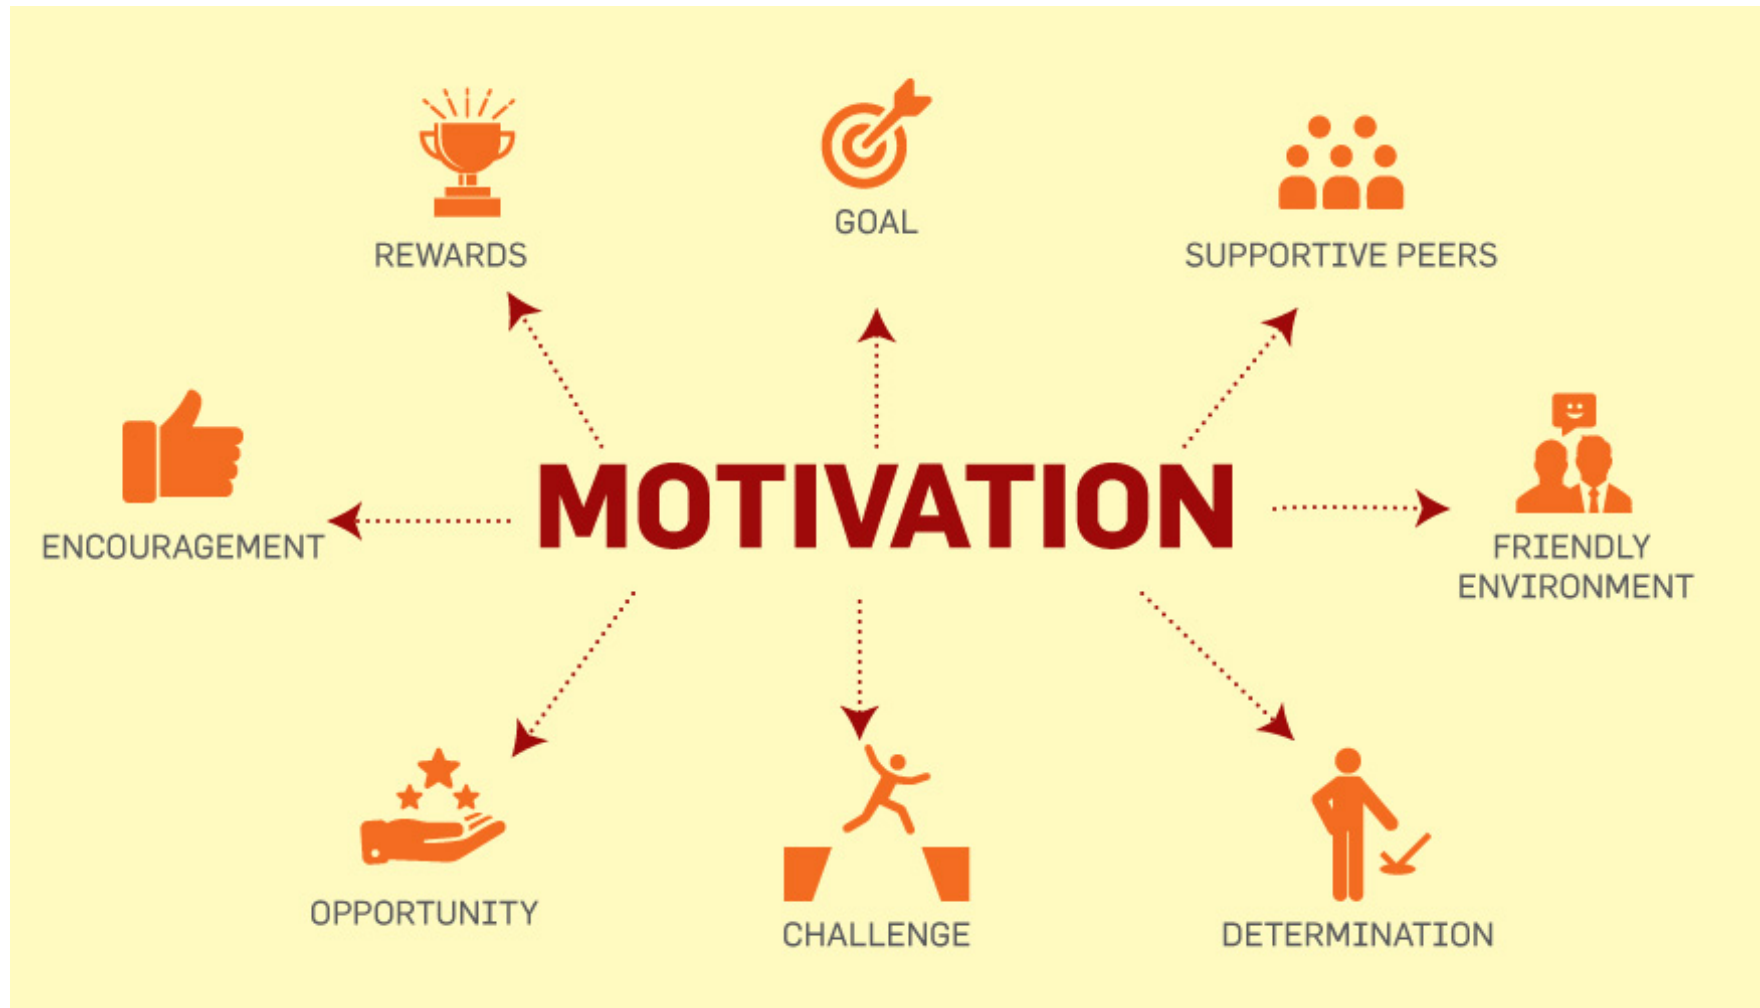 REWARDS
GOAL
SUPPORTIVE PEERS
ENCOURAGEMENT
MOTIVATION
FRIENDLY
ENVIRONMENT
OPPORTUNITY
CHALLENGE
DETERMINATION